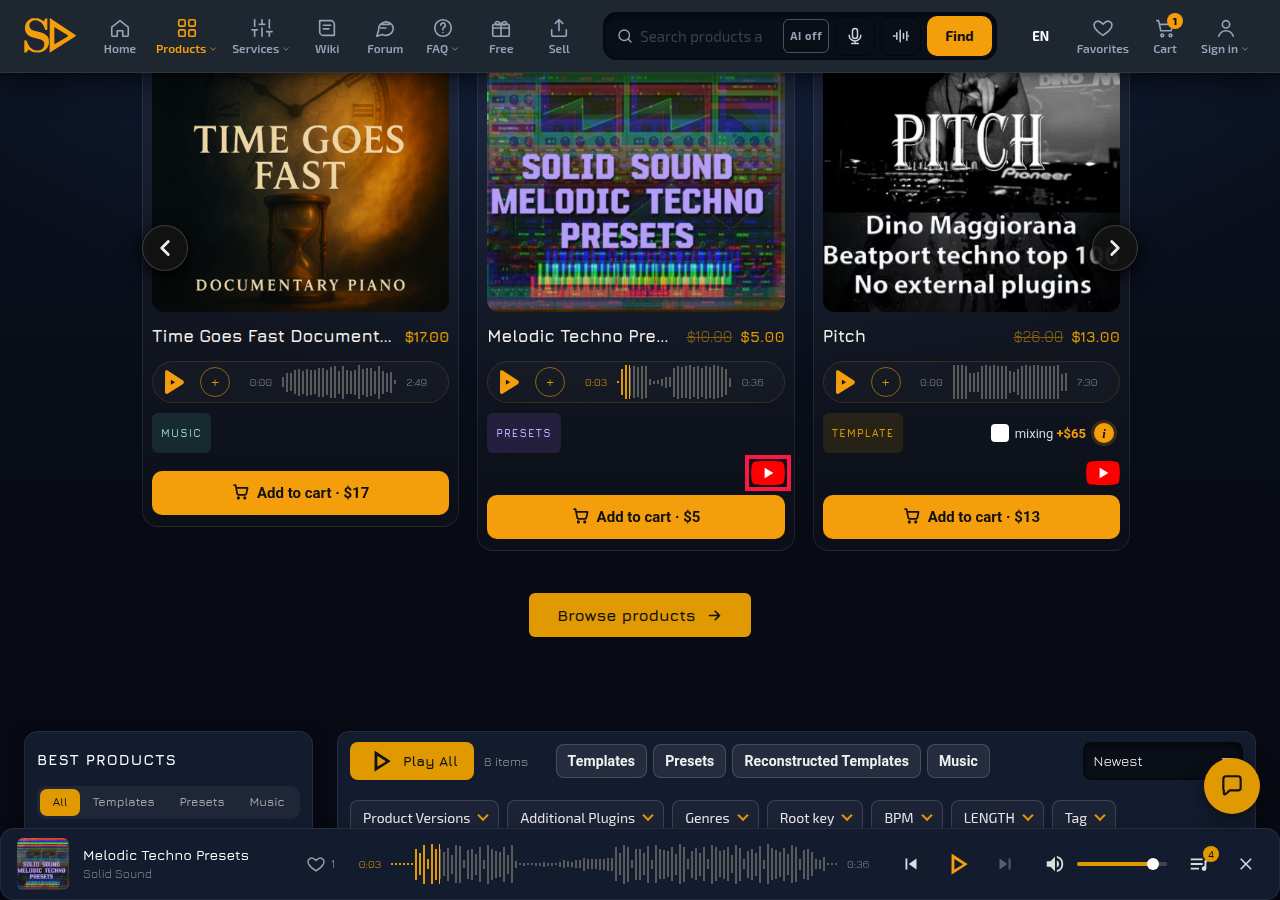 SD
Home
Products
Services
Wiki
Forum
FAQ
Free
Sell
Search products a
AI off
Find
EN
Favorites
1
Cart
Sign in
TIME GOES
FAST
DOCUMENTARY PIANO
SOLID SOUND
MELODIC TECHNO
PRESETS
PITCH
Pioneer
Dino Maggiorana
Beatport techno top 10
No external plugins
Time Goes Fast Document... $17.00
0:00 2:49
MUSIC
Add to cart · $17
Melodic Techno Pre... $10.00 $5.00
0:03 0:36
PRESETS
Add to cart · $5
Pitch $26.00 $13.00
0:00 7:30
TEMPLATE
mixing +$65 i
Add to cart · $13
Browse products →
BEST PRODUCTS
All Templates Presets Music
Play All 8 items Templates Presets Reconstructed Templates Music Newest
Product Versions Additional Plugins Genres Root key BPM LENGTH Tag
SOLID SOUND
MELODIC TECHNO
PRESETS
Melodic Techno Presets
Solid Sound
1
0:03 0:36
4